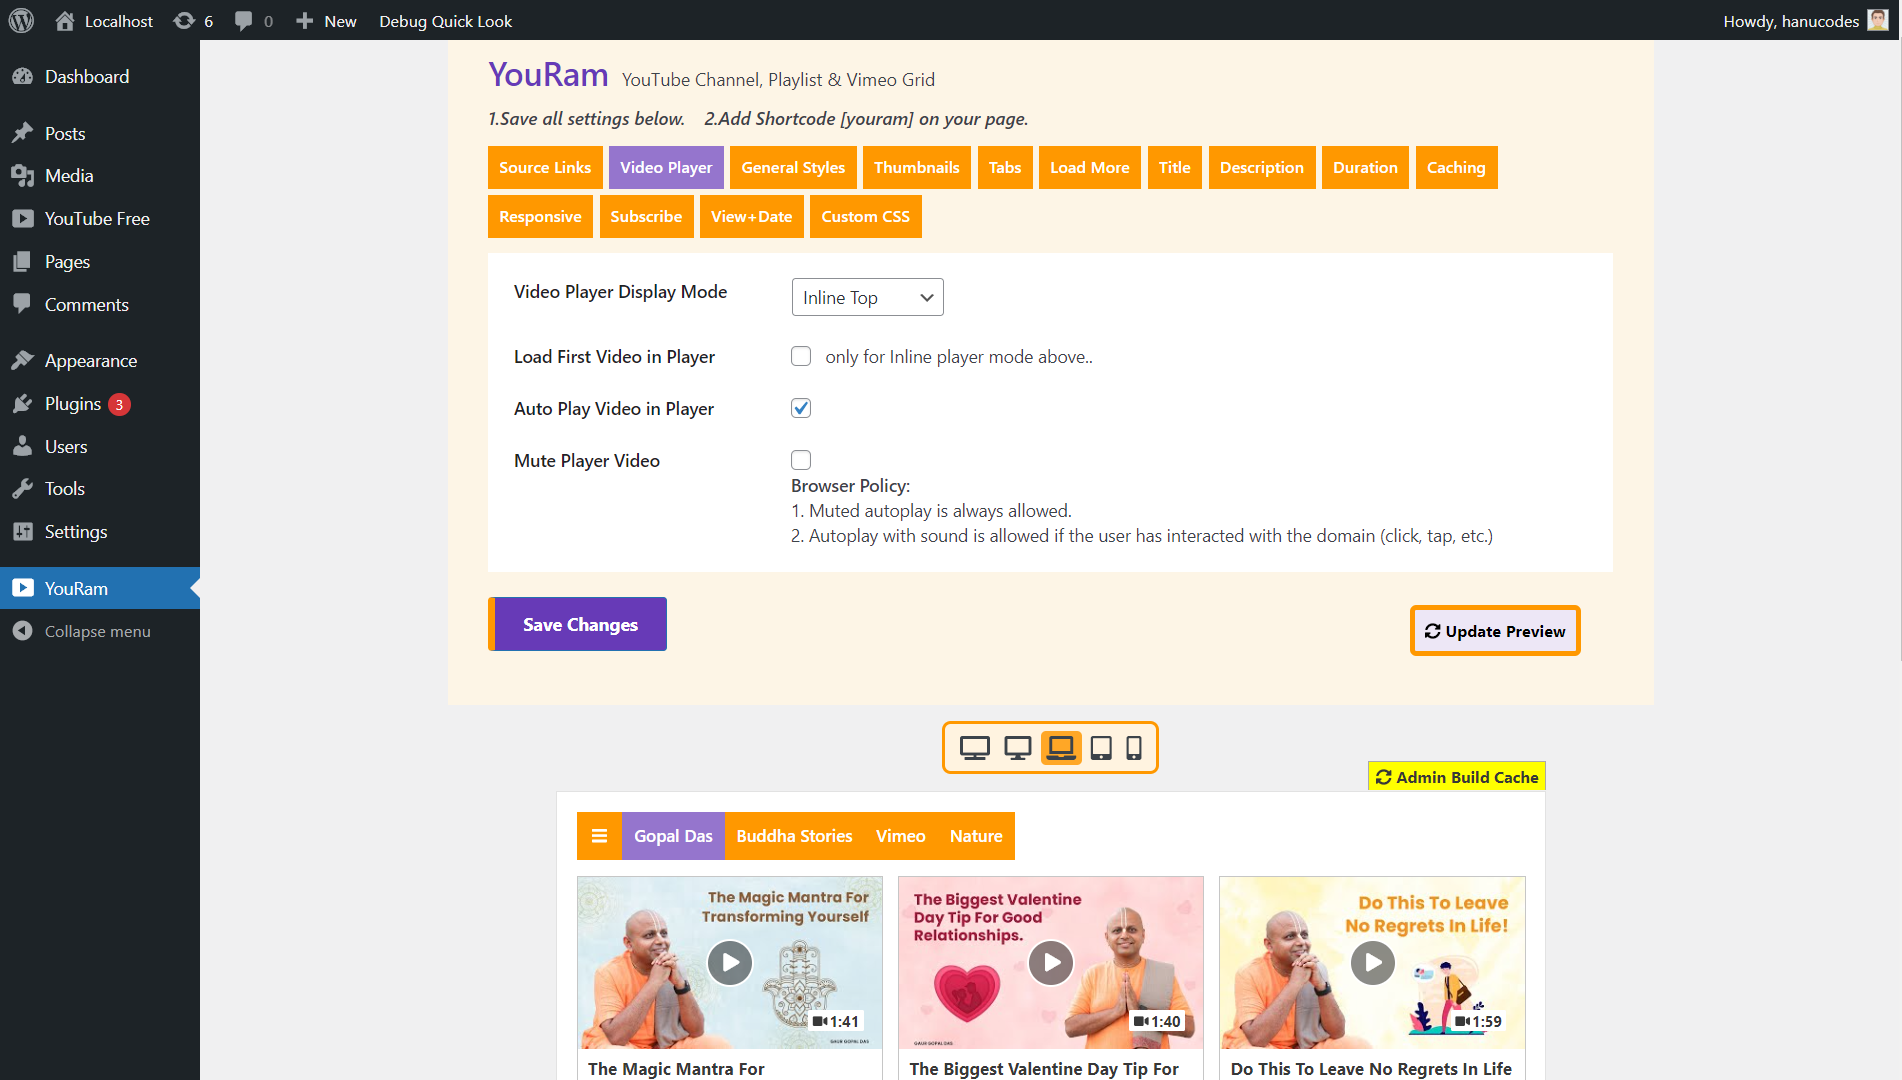 Localhost
6
0
New
Debug Quick Look
Howdy, hanucodes
Dashboard
Posts
Media
YouTube Free
Pages
Comments
Appearance
Plugins 3
Users
Tools
Settings
YouRam
Collapse menu
YouRam YouTube Channel, Playlist & Vimeo Grid
1.Save all settings below. 2.Add Shortcode [youram] on your page.
Source Links Video Player General Styles Thumbnails Tabs Load More Title Description Duration Caching
Responsive Subscribe View+Date Custom CSS
Video Player Display Mode
Inline Top
Load First Video in Player
only for Inline player mode above..
Auto Play Video in Player
Mute Player Video
Browser Policy:
1. Muted autoplay is always allowed.
2. Autoplay with sound is allowed if the user has interacted with the domain (click, tap, etc.)
Save Changes
Update Preview
Admin Build Cache
Gopal Das Buddha Stories Vimeo Nature
The Magic Mantra For
Transforming Yourself
1:41
GAUR GOPAL DAS
The Magic Mantra For
The Biggest Valentine
Day Tip For Good
Relationships.
1:40
GAUR GOPAL DAS
The Biggest Valentine Day Tip For
Do This To Leave
No Regrets In Life!
1:59
Do This To Leave No Regrets In Life